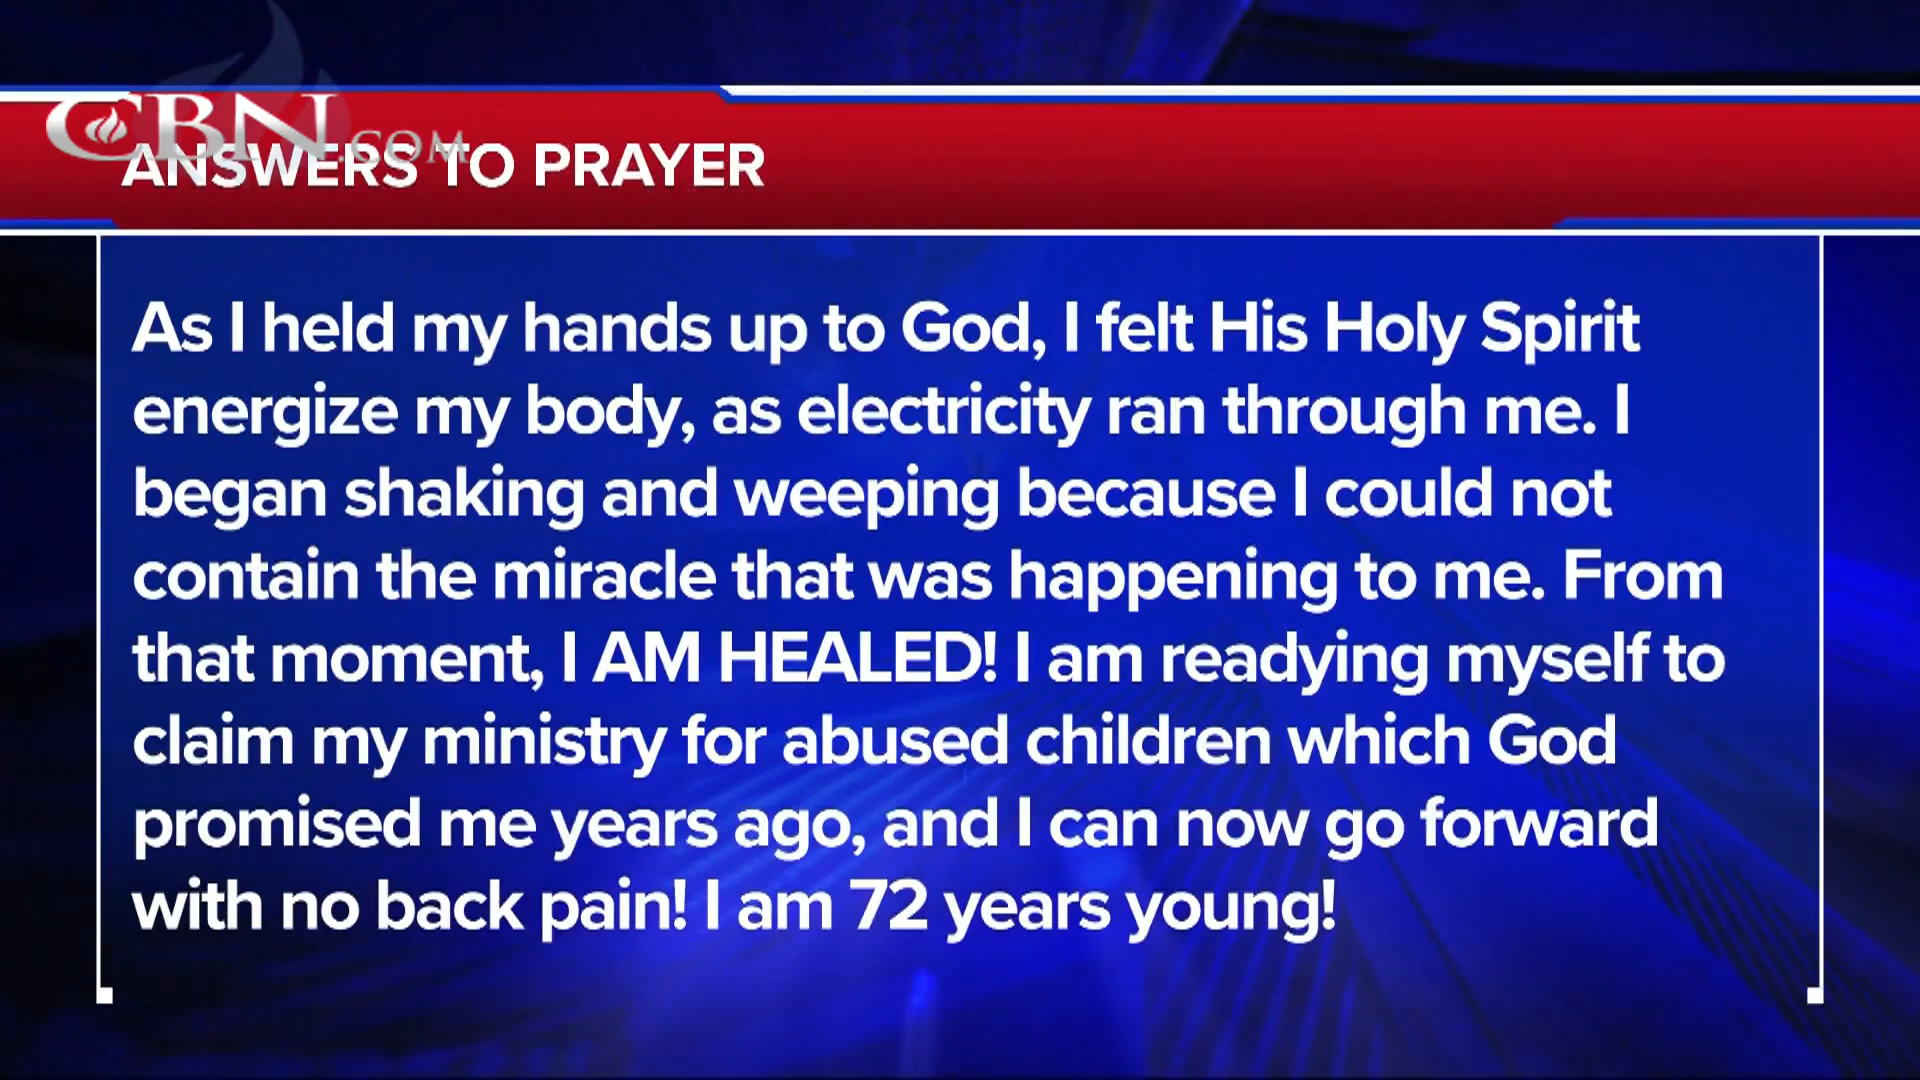 CBN.COM
ANSWERS TO PRAYER
As I held my hands up to God, I felt His Holy Spirit
energize my body, as electricity ran through me. I
began shaking and weeping because I could not
contain the miracle that was happening to me. From
that moment, I AM HEALED! I am readying myself to
claim my ministry for abused children which God
promised me years ago, and I can now go forward
with no back pain! I am 72 years young!